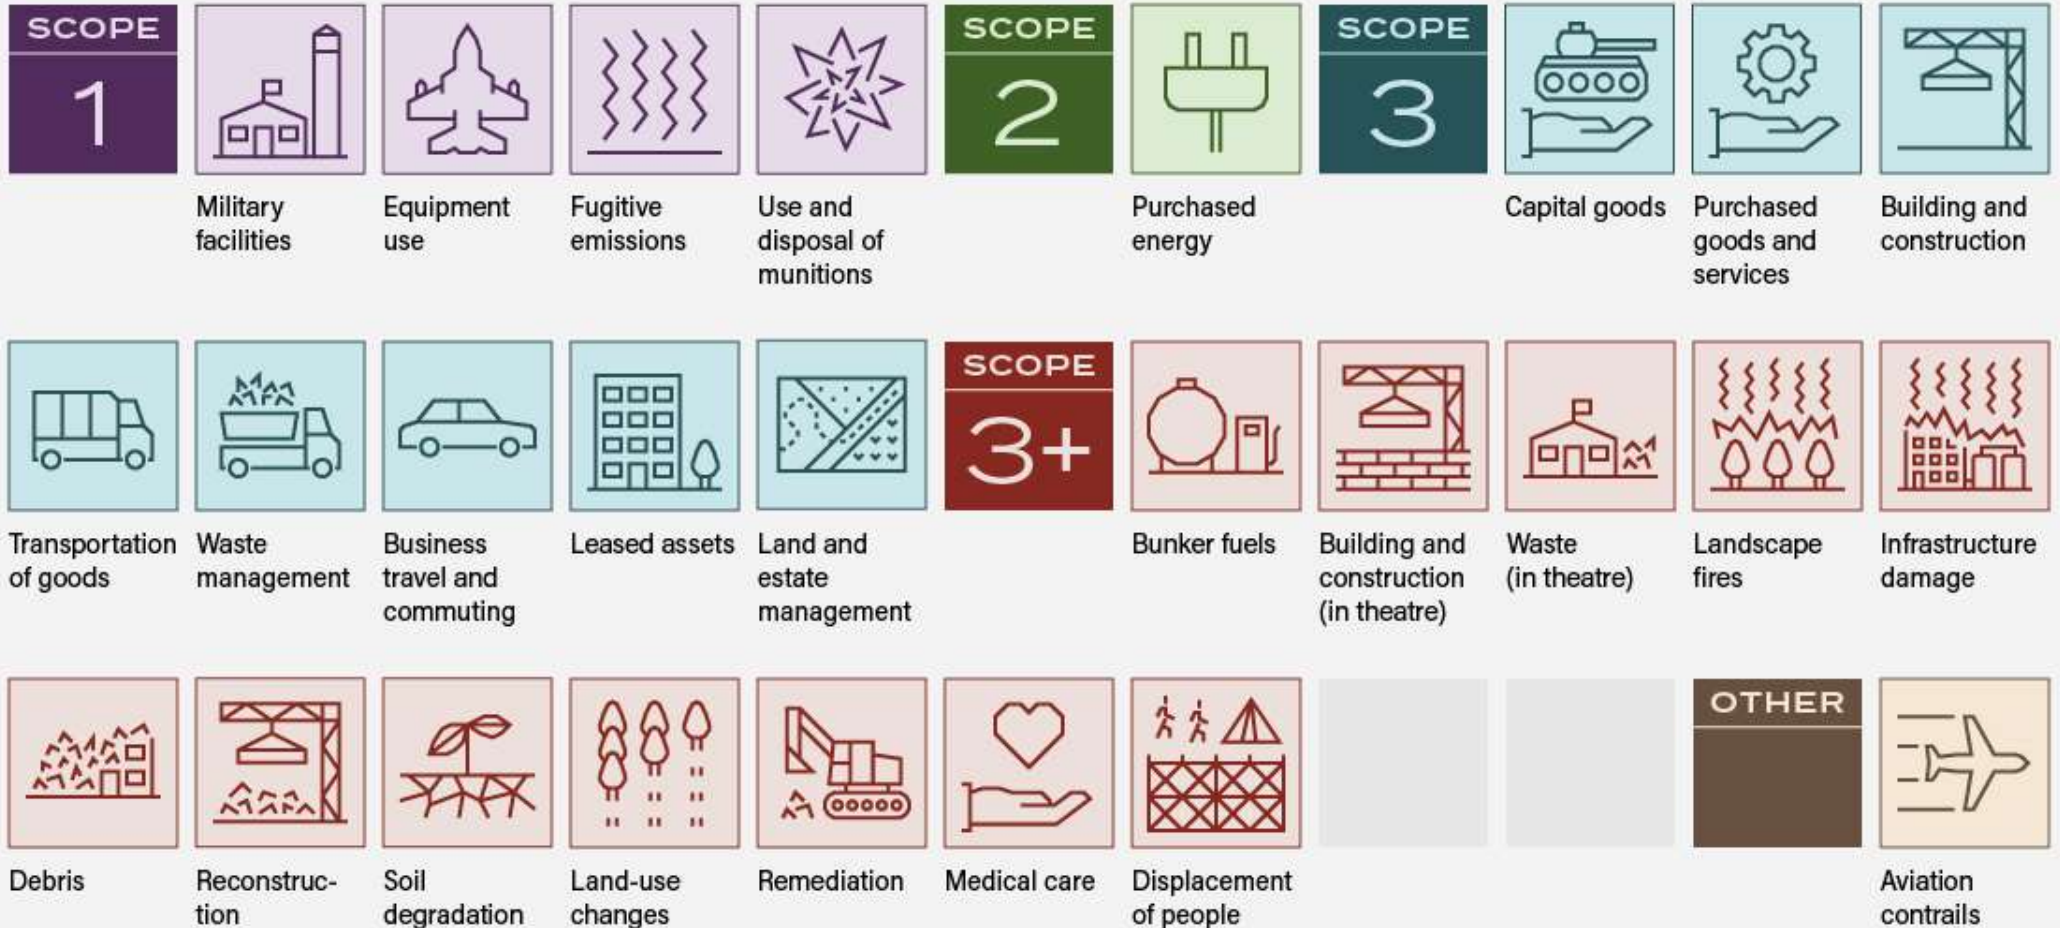 SCOPE
1
Military
facilities
Equipment
use
Fugitive
emissions
Use and
disposal of
munitions
SCOPE
2
Purchased
energy
SCOPE
3
Capital goods
Purchased
goods and
services
Building and
construction
Transportation
of goods
Waste
management
Business
travel and
commuting
Leased assets
Land and
estate
management
SCOPE
3+
Bunker fuels
Building and
construction
(in theatre)
Waste
(in theatre)
Landscape
fires
Infrastructure
damage
Debris
Reconstruc-
tion
Soil
degradation
Land-use
changes
Remediation
Medical care
Displacement
of people
OTHER
Aviation
contrails